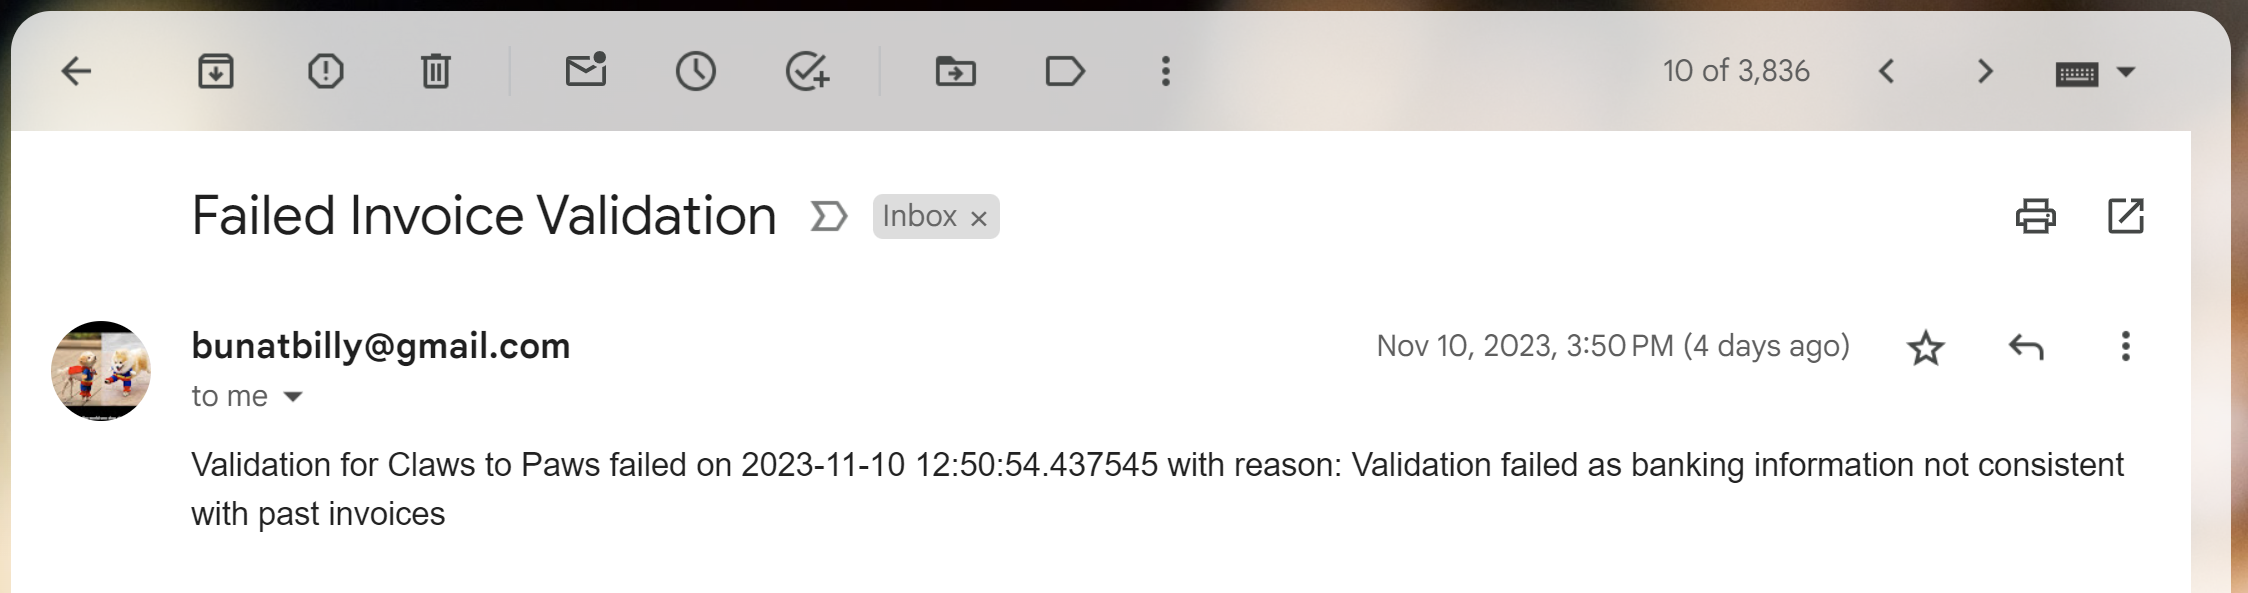 10 of 3,836
Failed Invoice Validation
Inbox ×
bunatbilly@gmail.com
Nov 10, 2023, 3:50 PM (4 days ago)
to me
Validation for Claws to Paws failed on 2023-11-10 12:50:54.437545 with reason: Validation failed as banking information not consistent
with past invoices